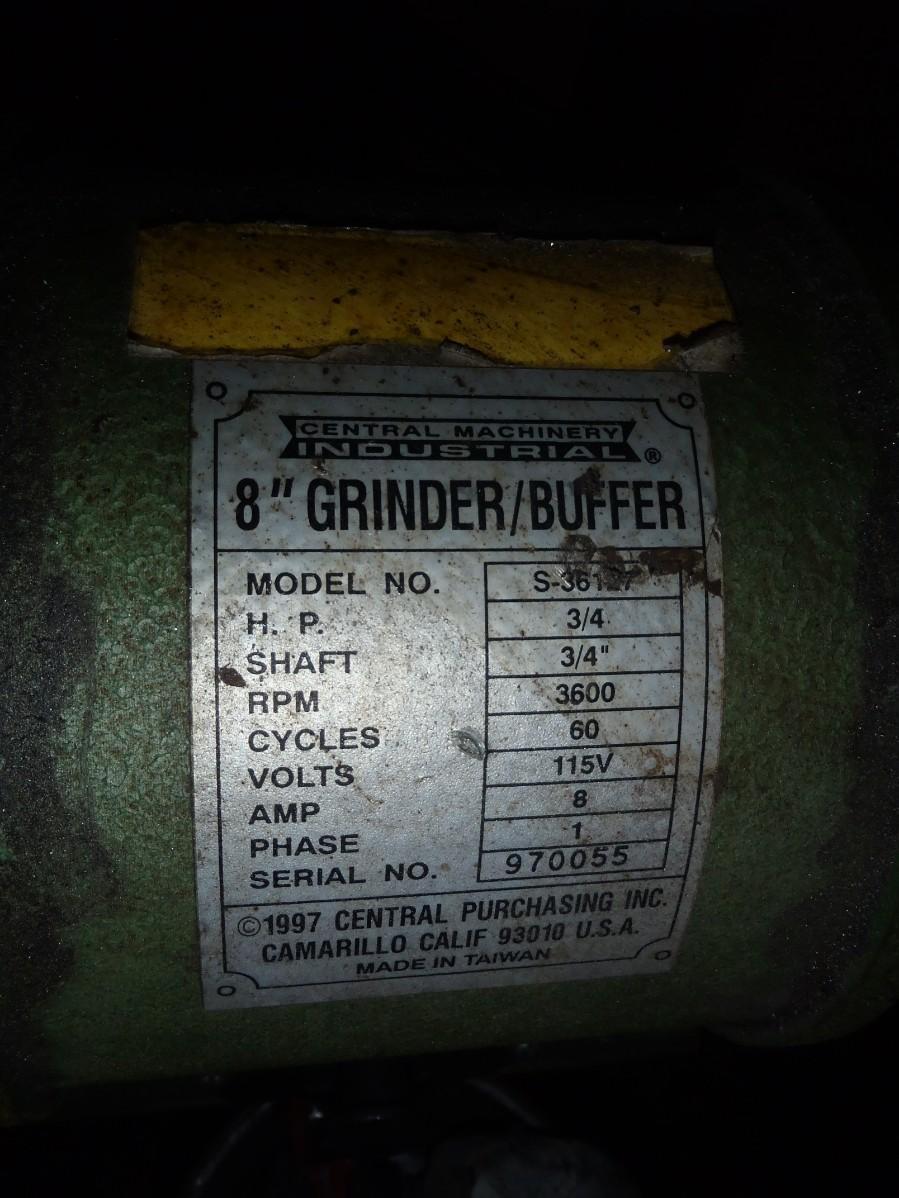 CENTRAL MACHINERY
INDUSTRIAL ®
8" GRINDER/BUFFER
MODEL NO.
H. P. 3/4
SHAFT 3/4"
RPM 3600
CYCLES 60
VOLTS 115V
AMP 8
PHASE 1
SERIAL NO. 970055
©1997 CENTRAL PURCHASING INC.
CAMARILLO CALIF 93010 U.S.A.
MADE IN TAIWAN